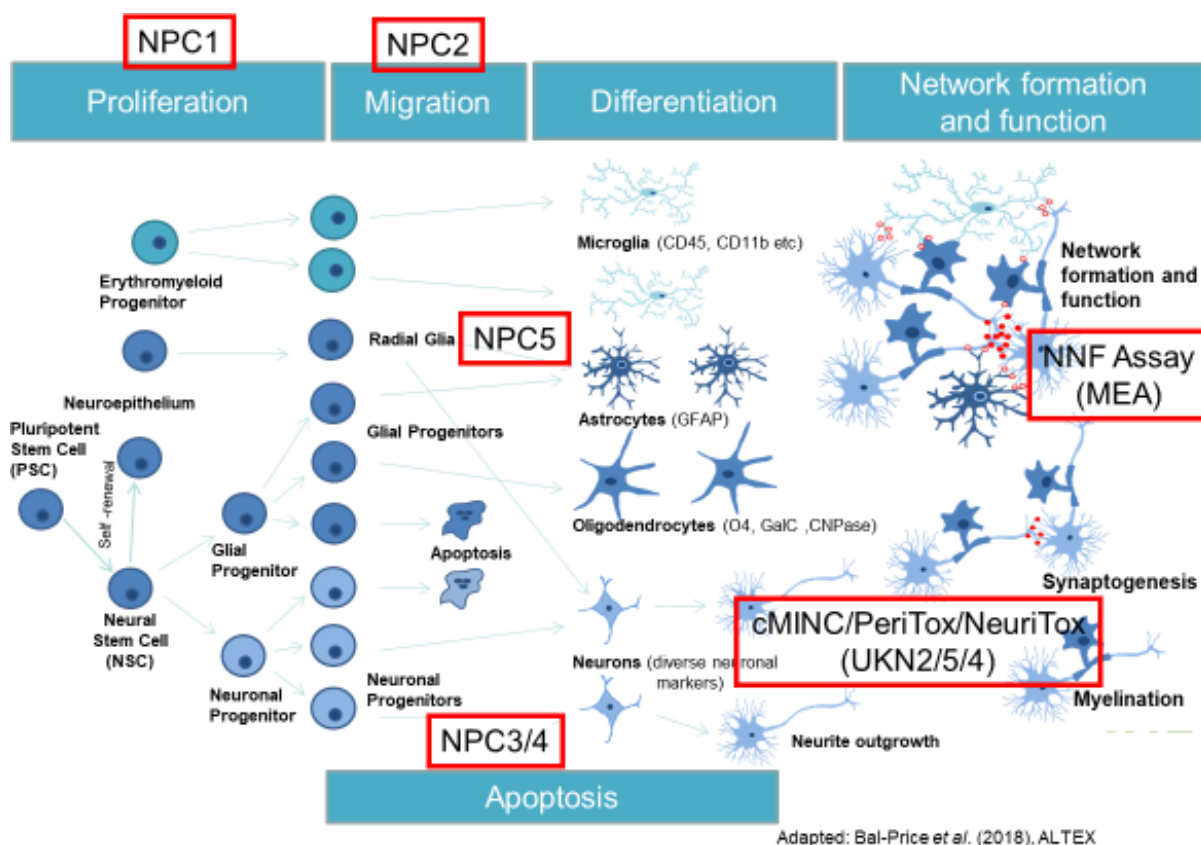 NPC1
NPC2
Proliferation
Migration
Differentiation
Network formation
and function
Microglia (CD45, CD11b etc)
Erythromyeloid
Progenitor
Network
formation and
function
Radial Glia
NPC5
NNF Assay
(MEA)
Neuroepithelium
Astrocytes (GFAP)
Glial Progenitors
Pluripotent
Stem Cell
(PSC)
Self -renewal
Oligodendrocytes (O4, GalC ,CNPase)
Glial
Progenitor
Apoptosis
Synaptogenesis
Neural
Stem Cell
(NSC)
cMINC/PeriTox/NeuriTox
(UKN2/5/4)
Neurons (diverse neuronal
markers)
Neuronal
Progenitor
Neuronal
Progenitors
Myelination
NPC3/4
Neurite outgrowth
Apoptosis
Adapted: Bal-Price et al. (2018), ALTEX